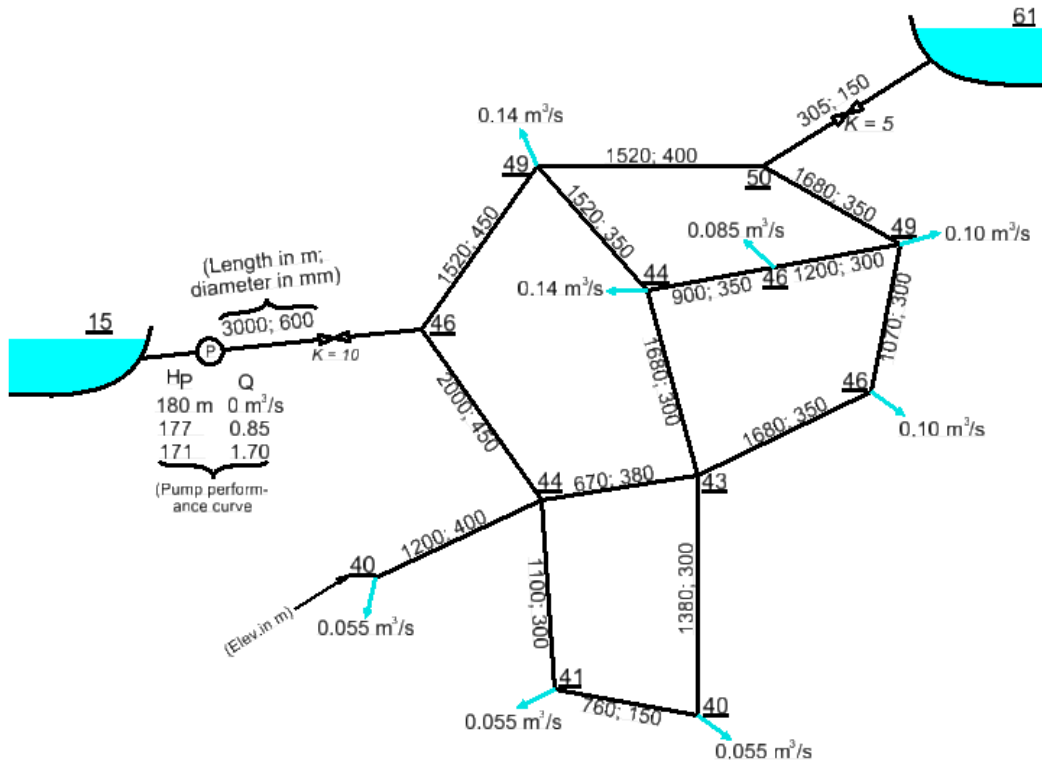 61
305; 150
K = 5
0.14 m³/s
49
1520; 400
50
1680; 350
1520; 450
1520; 350
0.085 m³/s
49
0.10 m³/s
(Length in m;
diameter in mm)
44
46
1200; 300
0.14 m³/s
900; 350
15
3000; 600
46
1070; 300
P
K = 10
HP Q
180 m 0 m³/s
177 0.85
171 1.70
(Pump perform-
ance curve
2000; 450
1680; 300
1680; 350
46
0.10 m³/s
44
670; 380
43
1200; 400
40
(Elev.in m)
0.055 m³/s
1100; 300
1380; 300
41
0.055 m³/s
760; 150
40
0,055 m³/s